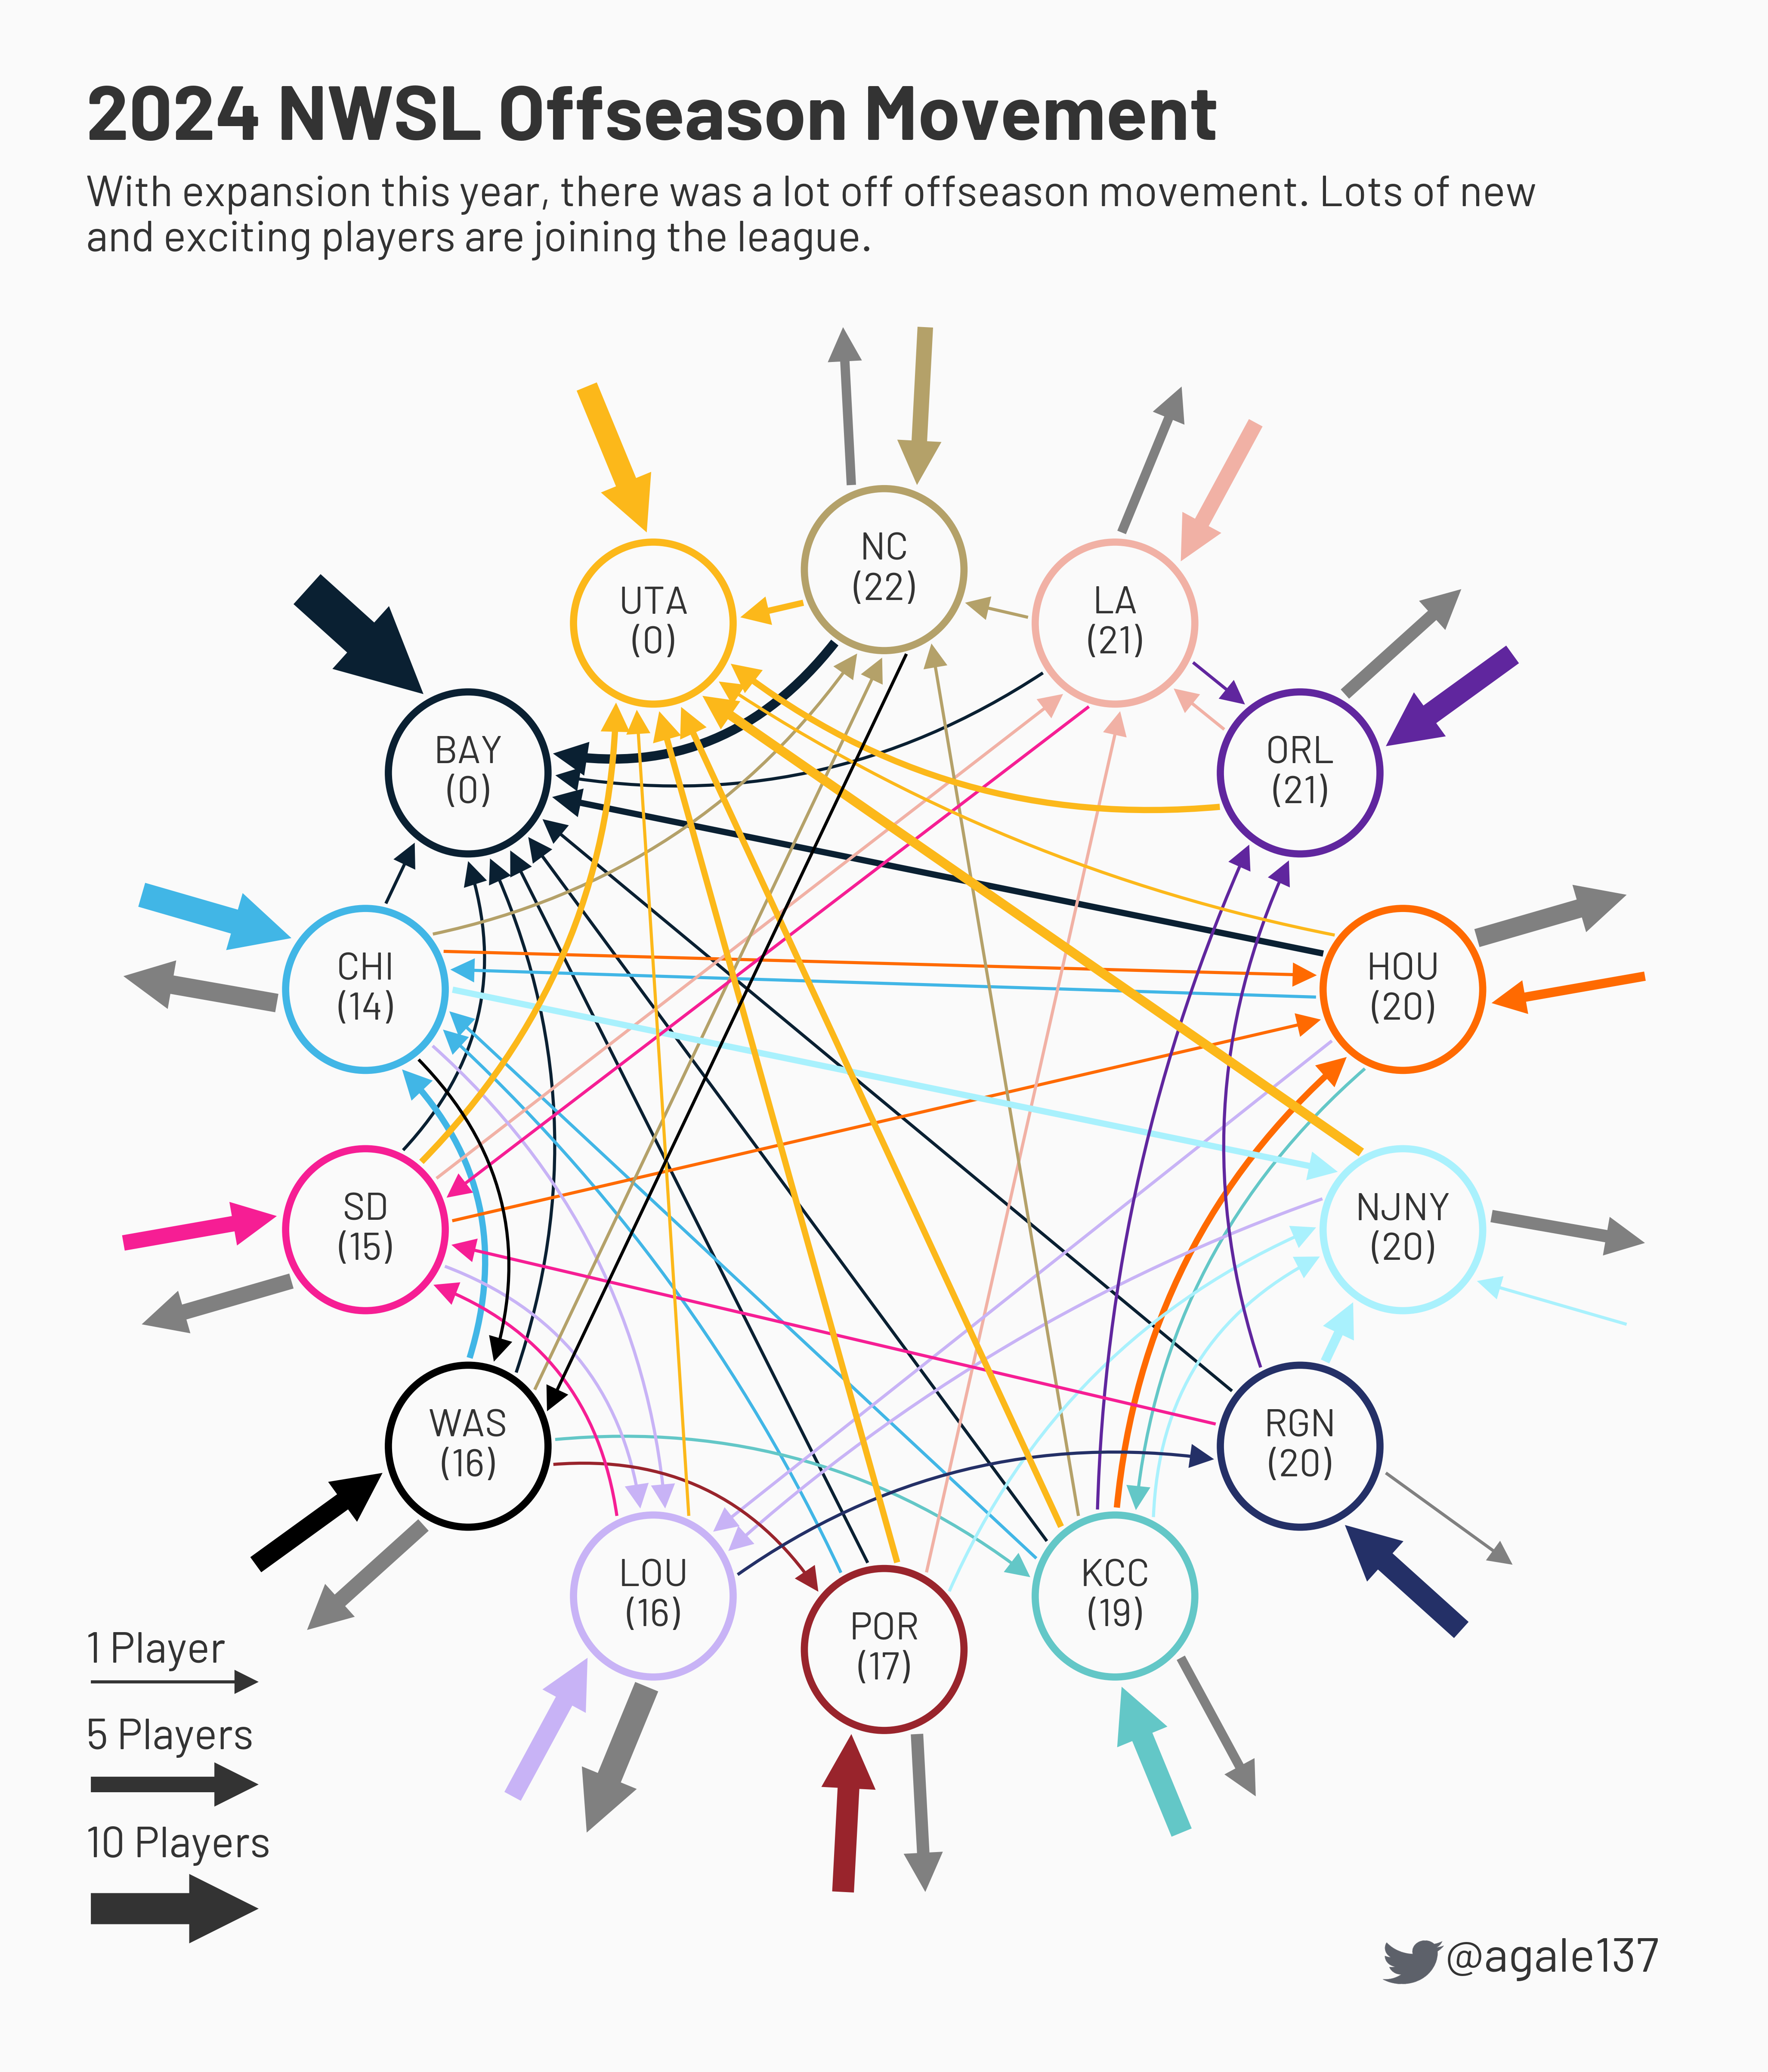 2024 NWSL Offseason Movement
With expansion this year, there was a lot off offseason movement. Lots of new
and exciting players are joining the league.
NC
(22)
UTA
(0)
LA
(21)
BAY
(0)
ORL
(21)
CHI
(14)
HOU
(20)
SD
(15)
NJNY
(20)
WAS
(16)
RGN
(20)
LOU
(16)
KCC
(19)
POR
(17)
1 Player
5 Players
10 Players
@agale137